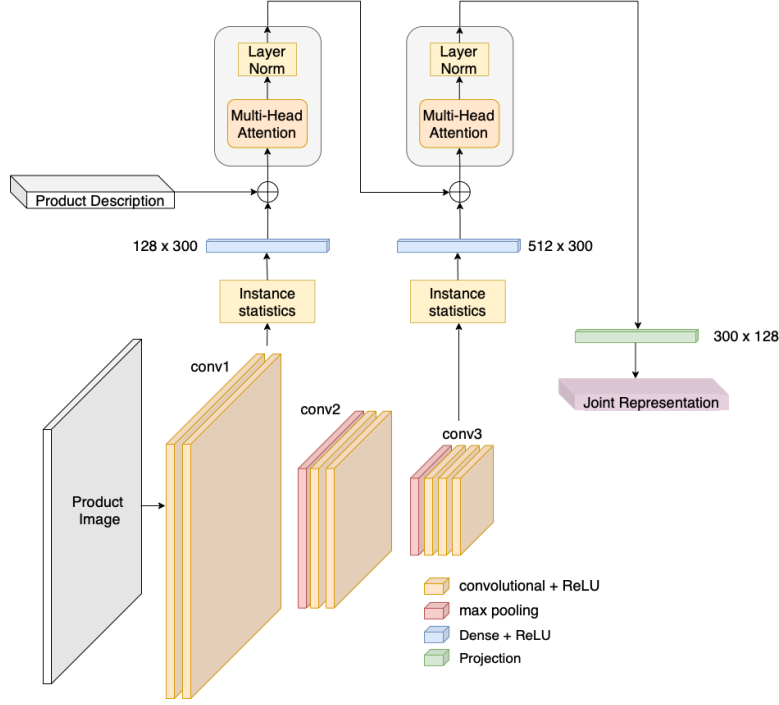 Layer
Norm
Multi-Head
Attention
Layer
Norm
Multi-Head
Attention
Product Description
128 x 300
512 x 300
Instance
statistics
Instance
statistics
300 x 128
Joint Representation
conv1
conv2
conv3
Product
Image
convolutional + ReLU
max pooling
Dense + ReLU
Projection